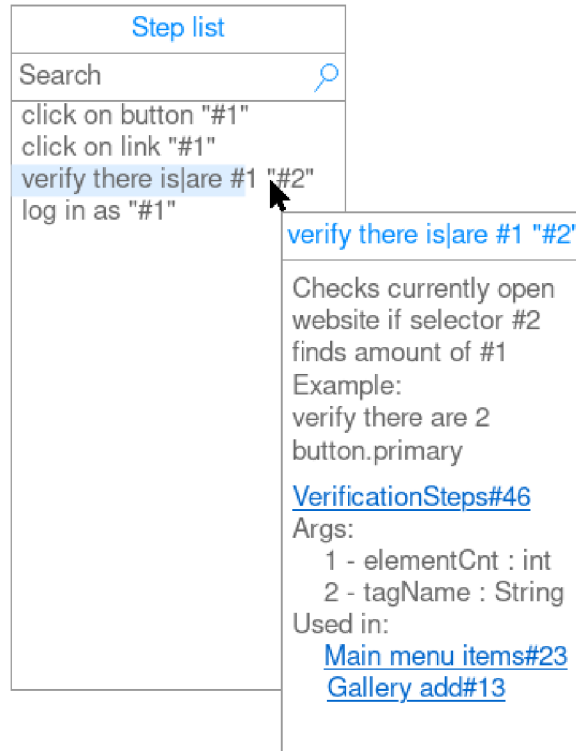 Step list
Search
click on button "#1"
click on link "#1"
verify there is|are #1 "#2"
log in as "#1"
verify there is|are #1 "#2"
Checks currently open
website if selector #2
finds amount of #1
Example:
verify there are 2
button.primary
VerificationSteps#46
Args:
1 - elementCnt : int
2 - tagName : String
Used in:
Main menu items#23
Gallery add#13